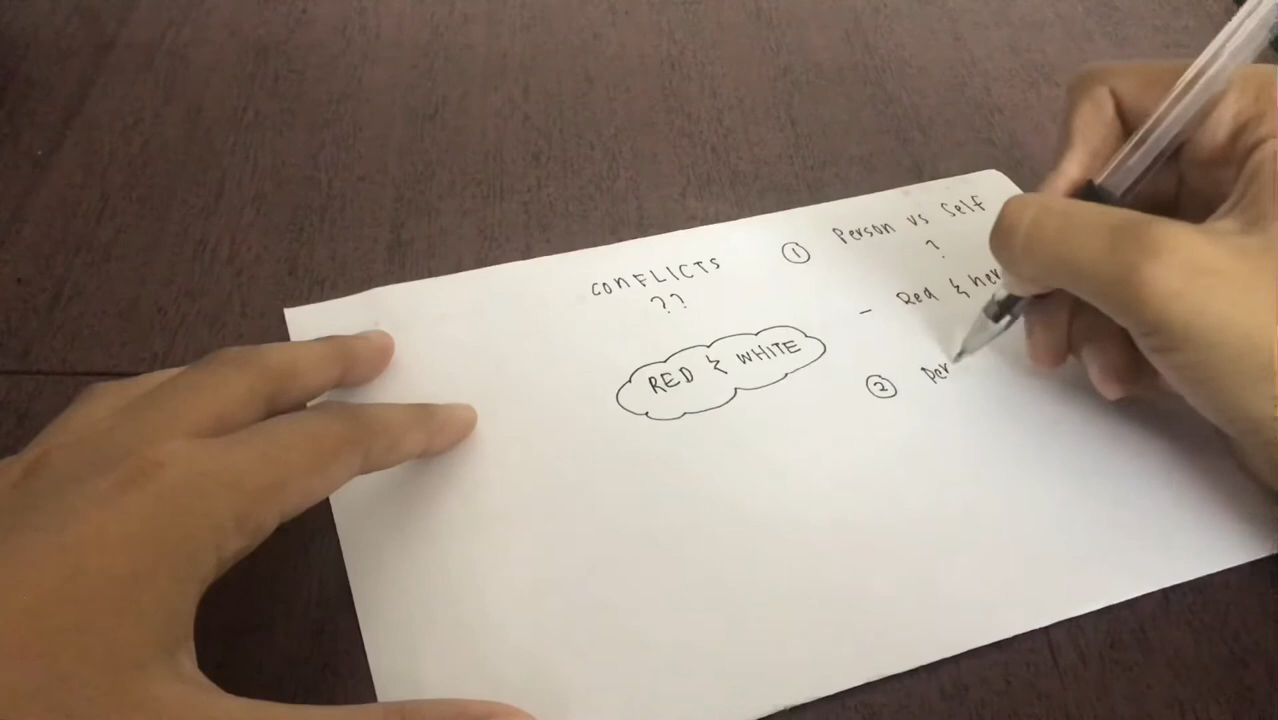 CONFLICTS
??
RED & WHITE
① Person vs Self
?
- Red & her
② Per